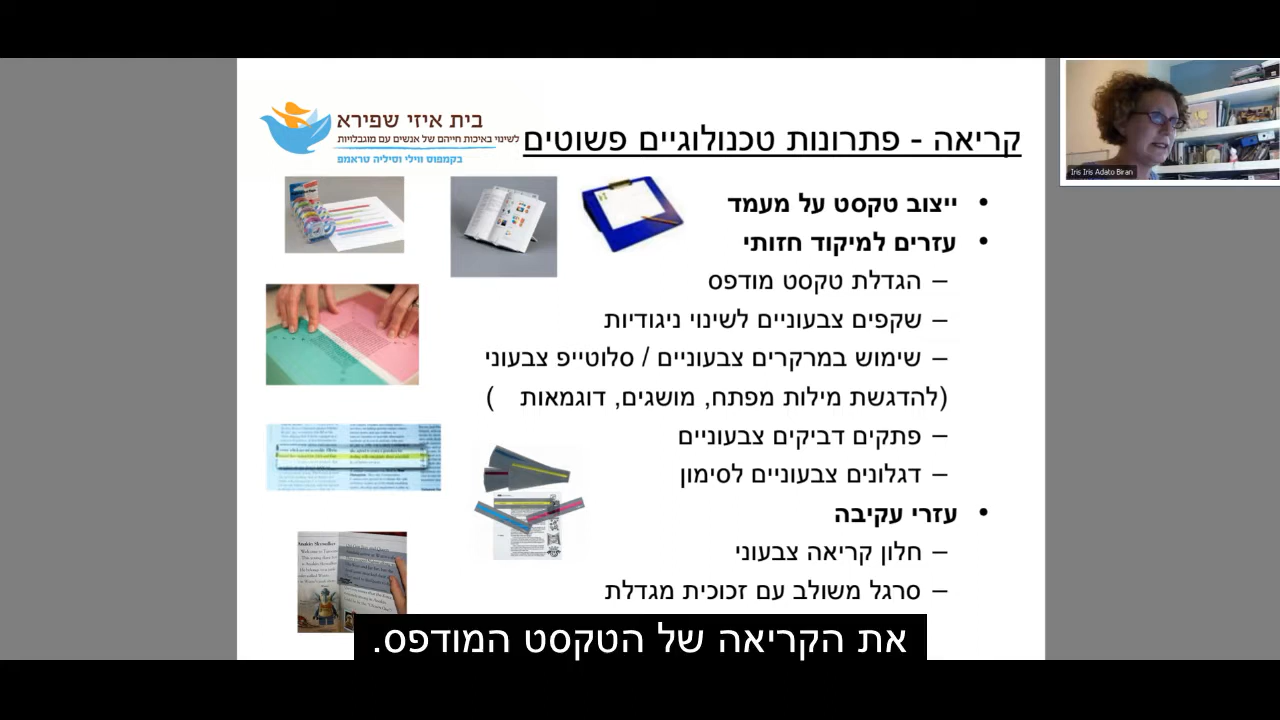 קריאה - פתרונות טכנולוגיים פשוטים
בית איזי שפירא
לשינוי באיכות חייהם של אנשים עם מוגבלויות
בקמפוס ווילי וסיליה טראמפ
Iris Iris Adato Biran
• ייצוב טקסט על מעמד
• עזרים למיקוד חזותי
– הגדלת טקסט מודפס
– שקפים צבעוניים לשינוי ניגודיות
– שימוש במרקרים צבעוניים / סלוטייפ צבעוני
(להדגשת מילות מפתח, מושגים, דוגמאות )
– פתקים דביקים צבעוניים
– דגלונים צבעוניים לסימון
• עזרי עקיבה
– חלון קריאה צבעוני
– סרגל משולב עם זכוכית מגדלת
את הקריאה של הטקסט המודפס.